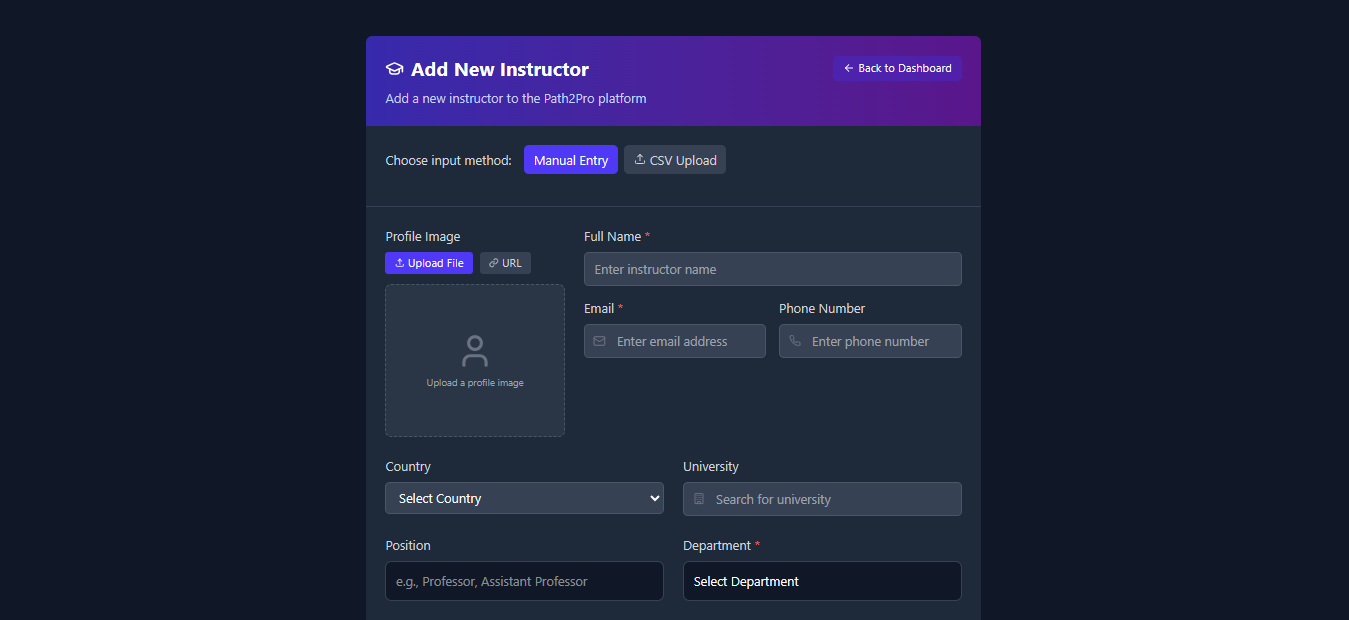 Add New Instructor
Back to Dashboard
Add a new instructor to the Path2Pro platform
Choose input method:
Manual Entry
CSV Upload
Profile Image
Upload File
URL
Upload a profile image
Full Name *
Enter instructor name
Email *
Enter email address
Phone Number
Enter phone number
Country
Select Country
University
Search for university
Position
e.g., Professor, Assistant Professor
Department *
Select Department